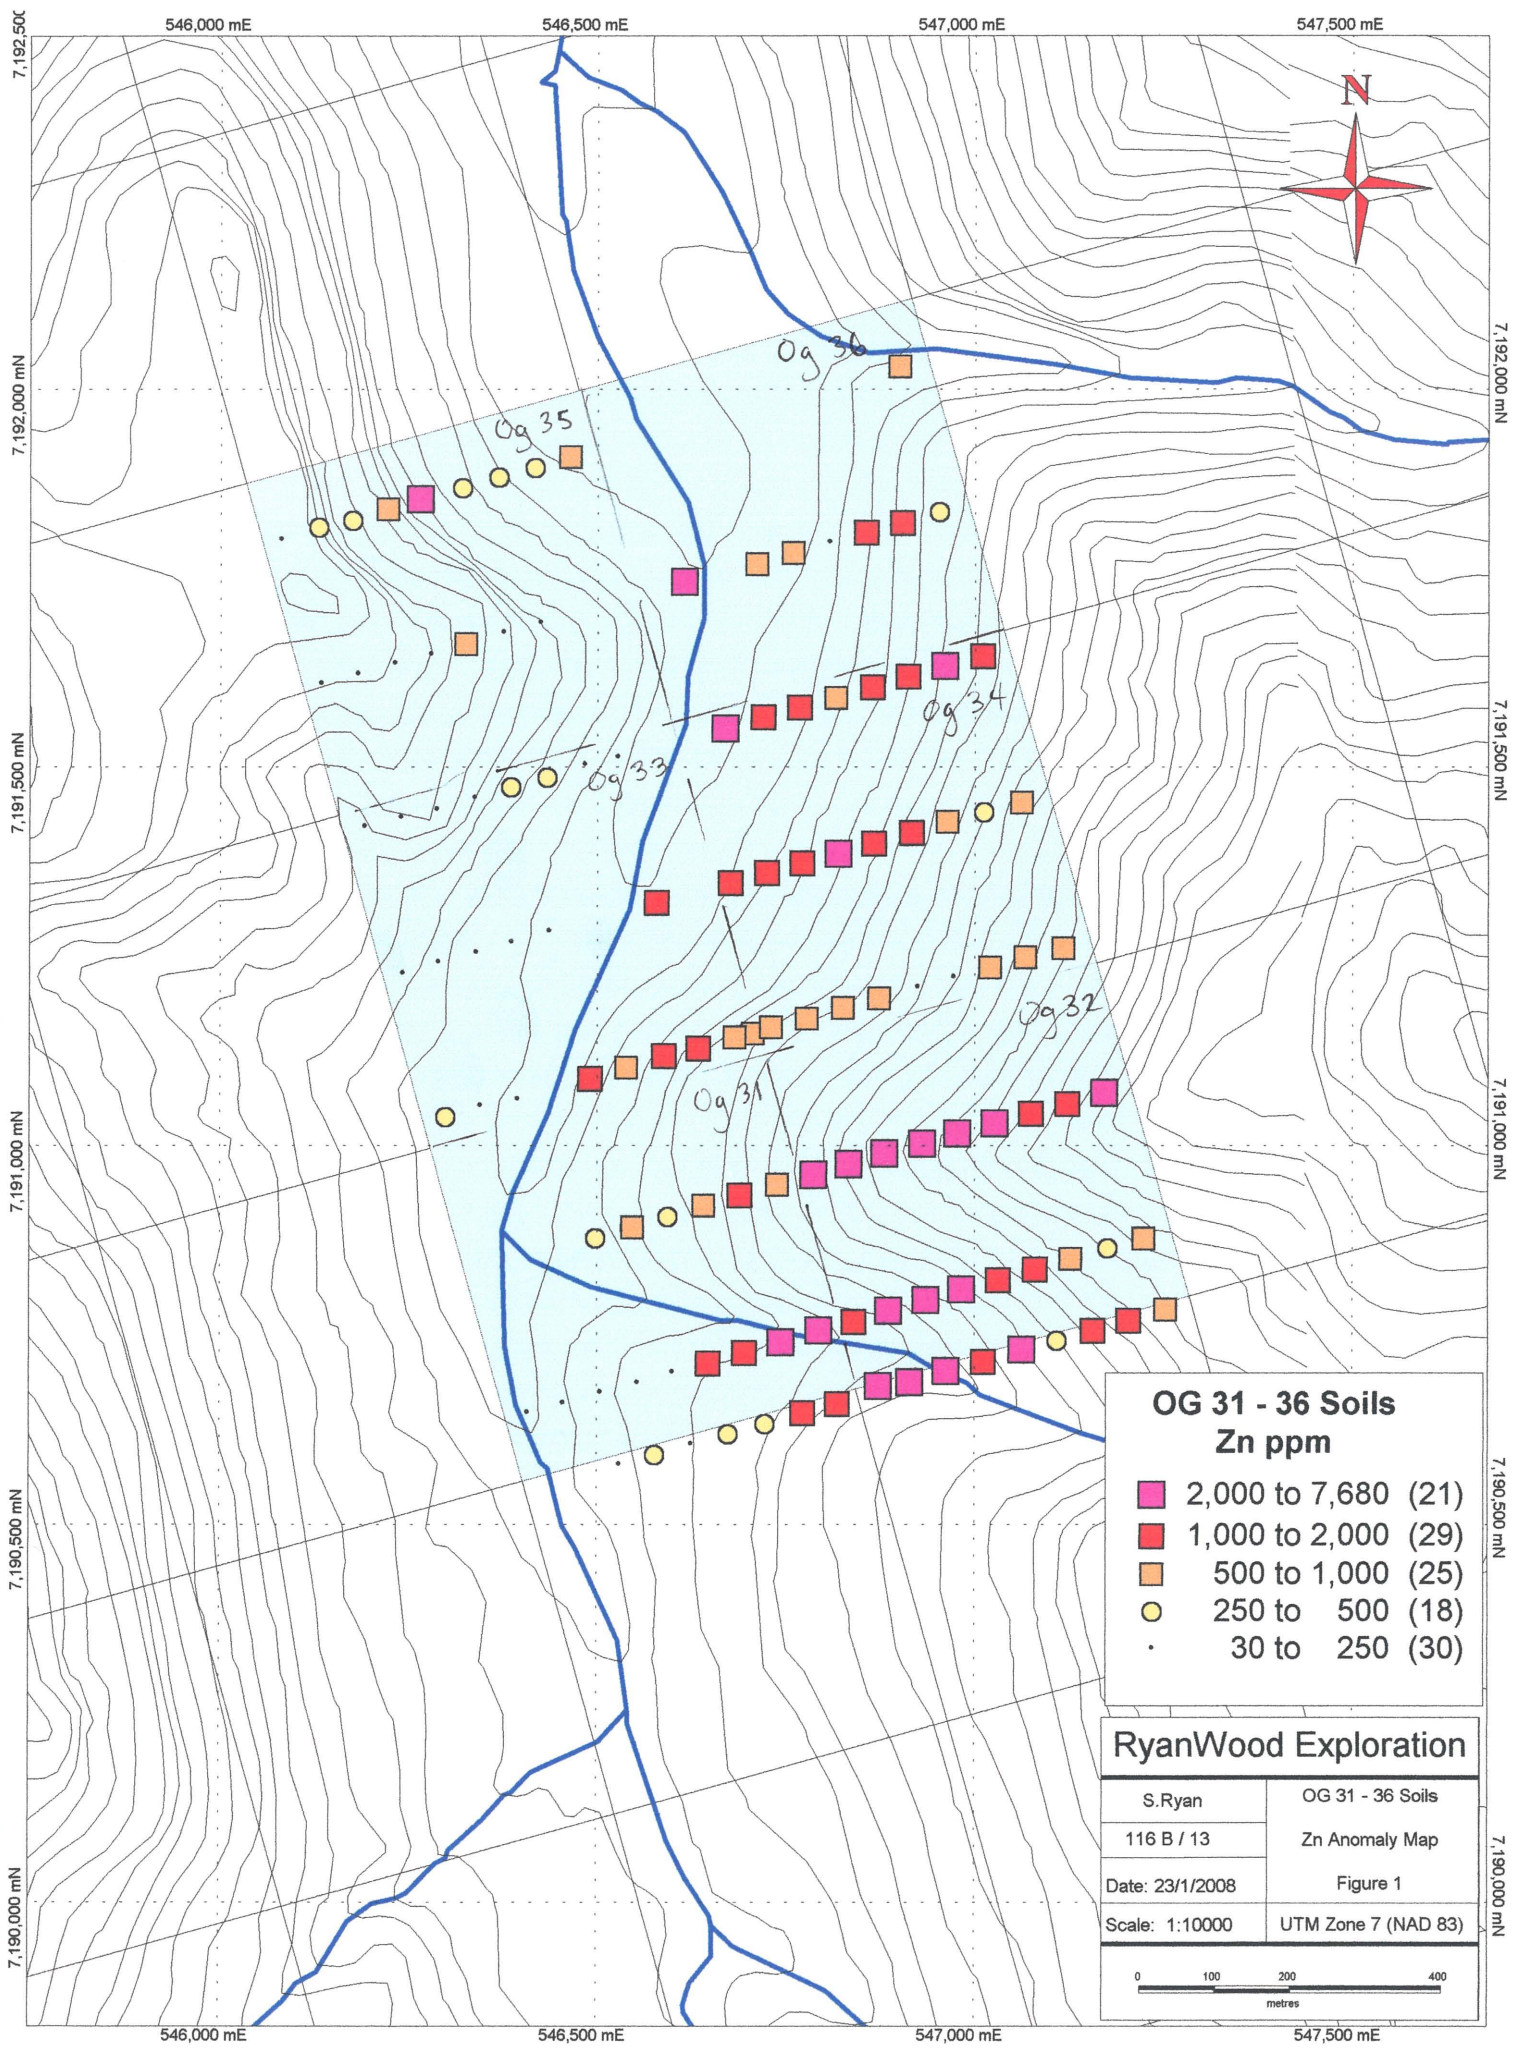 546,000 mE 546,500 mE 547,000 mE 547,500 mE
7,192,50
N
7,192,000 mN
7,192,000 mN
Og 36
Og 35
Og 34
7,191,500 mN
7,191,500 mN
Og 33
Og 32
Og 31
7,191,000 mN
7,191,000 mN
7,190,500 mN
7,190,500 mN
OG 31 - 36 Soils
Zn ppm
2,000 to 7,680 (21)
1,000 to 2,000 (29)
500 to 1,000 (25)
250 to 500 (18)
30 to 250 (30)
RyanWood Exploration
S.Ryan
OG 31 - 36 Soils
116 B / 13
Zn Anomaly Map
Date: 23/1/2008
Figure 1
Scale: 1:10000
UTM Zone 7 (NAD 83)
7,190,000 mN
7,190,000 mN
0 100 200 400
metres
546,000 mE 546,500 mE 547,000 mE 547,500 mE